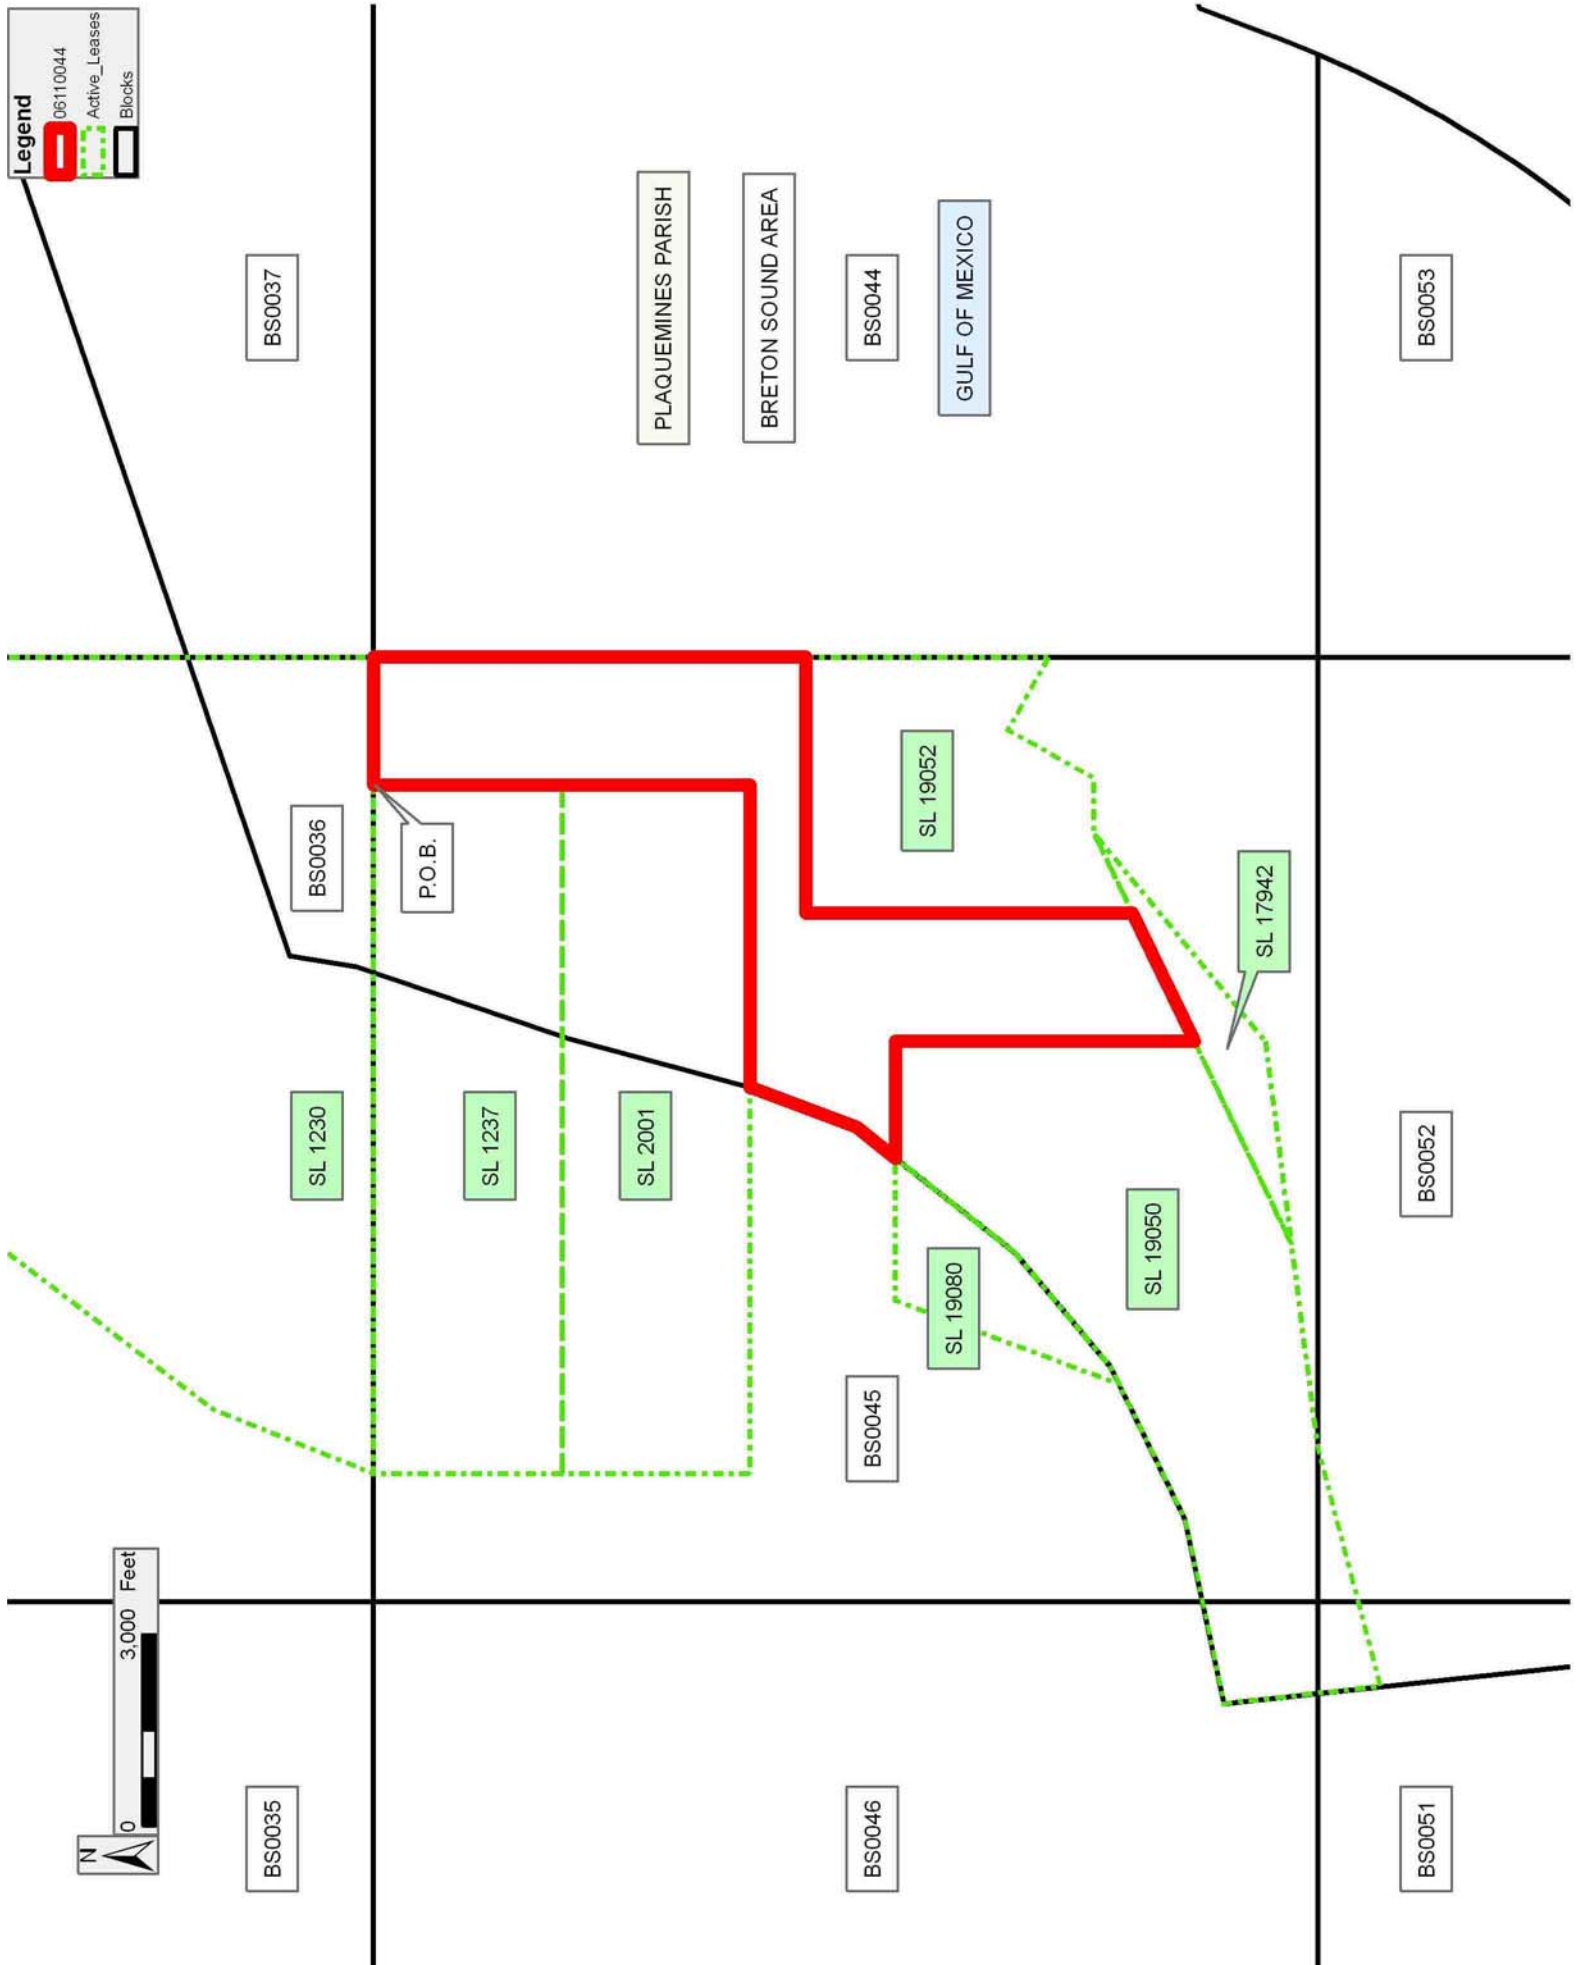 Legend
06110044
Active_Leases
Blocks
N
0 3,000 Feet
BS0035
BS0036
BS0037
SL 1230
P.O.B.
SL 1237
SL 2001
PLAQUEMINES PARISH
BRETON SOUND AREA
BS0046
BS0045
BS0044
SL 19080
SL 19052
GULF OF MEXICO
SL 19050
SL 17942
BS0051
BS0052
BS0053